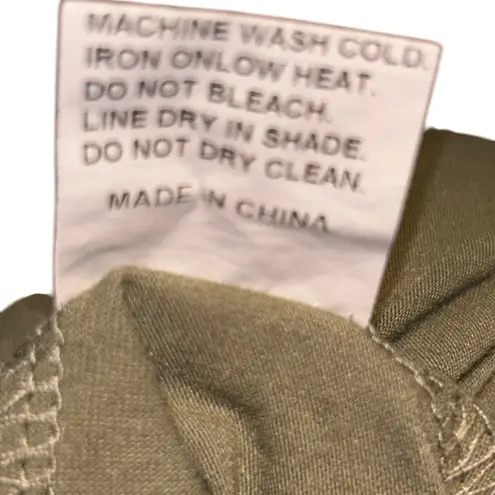 MACHINE WASH COLD.
IRON ONLOW HEAT.
DO NOT BLEACH.
LINE DRY IN SHADE.
DO NOT DRY CLEAN.
MADE IN CHINA